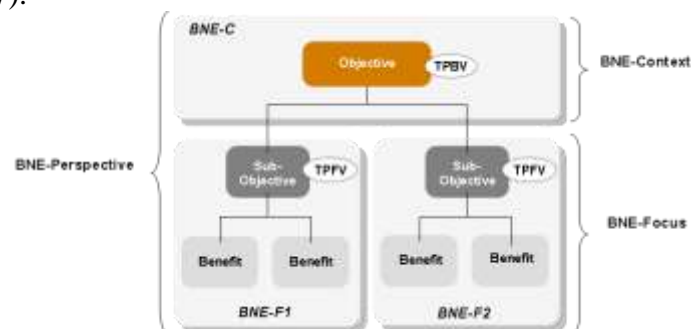 y).
BNE-C
Objective
TPBV
BNE-Context
BNE-Perspective
Sub-
Objective
TPFV
Sub-
Objective
TPFV
BNE-Focus
Benefit
Benefit
Benefit
Benefit
BNE-F1
BNE-F2